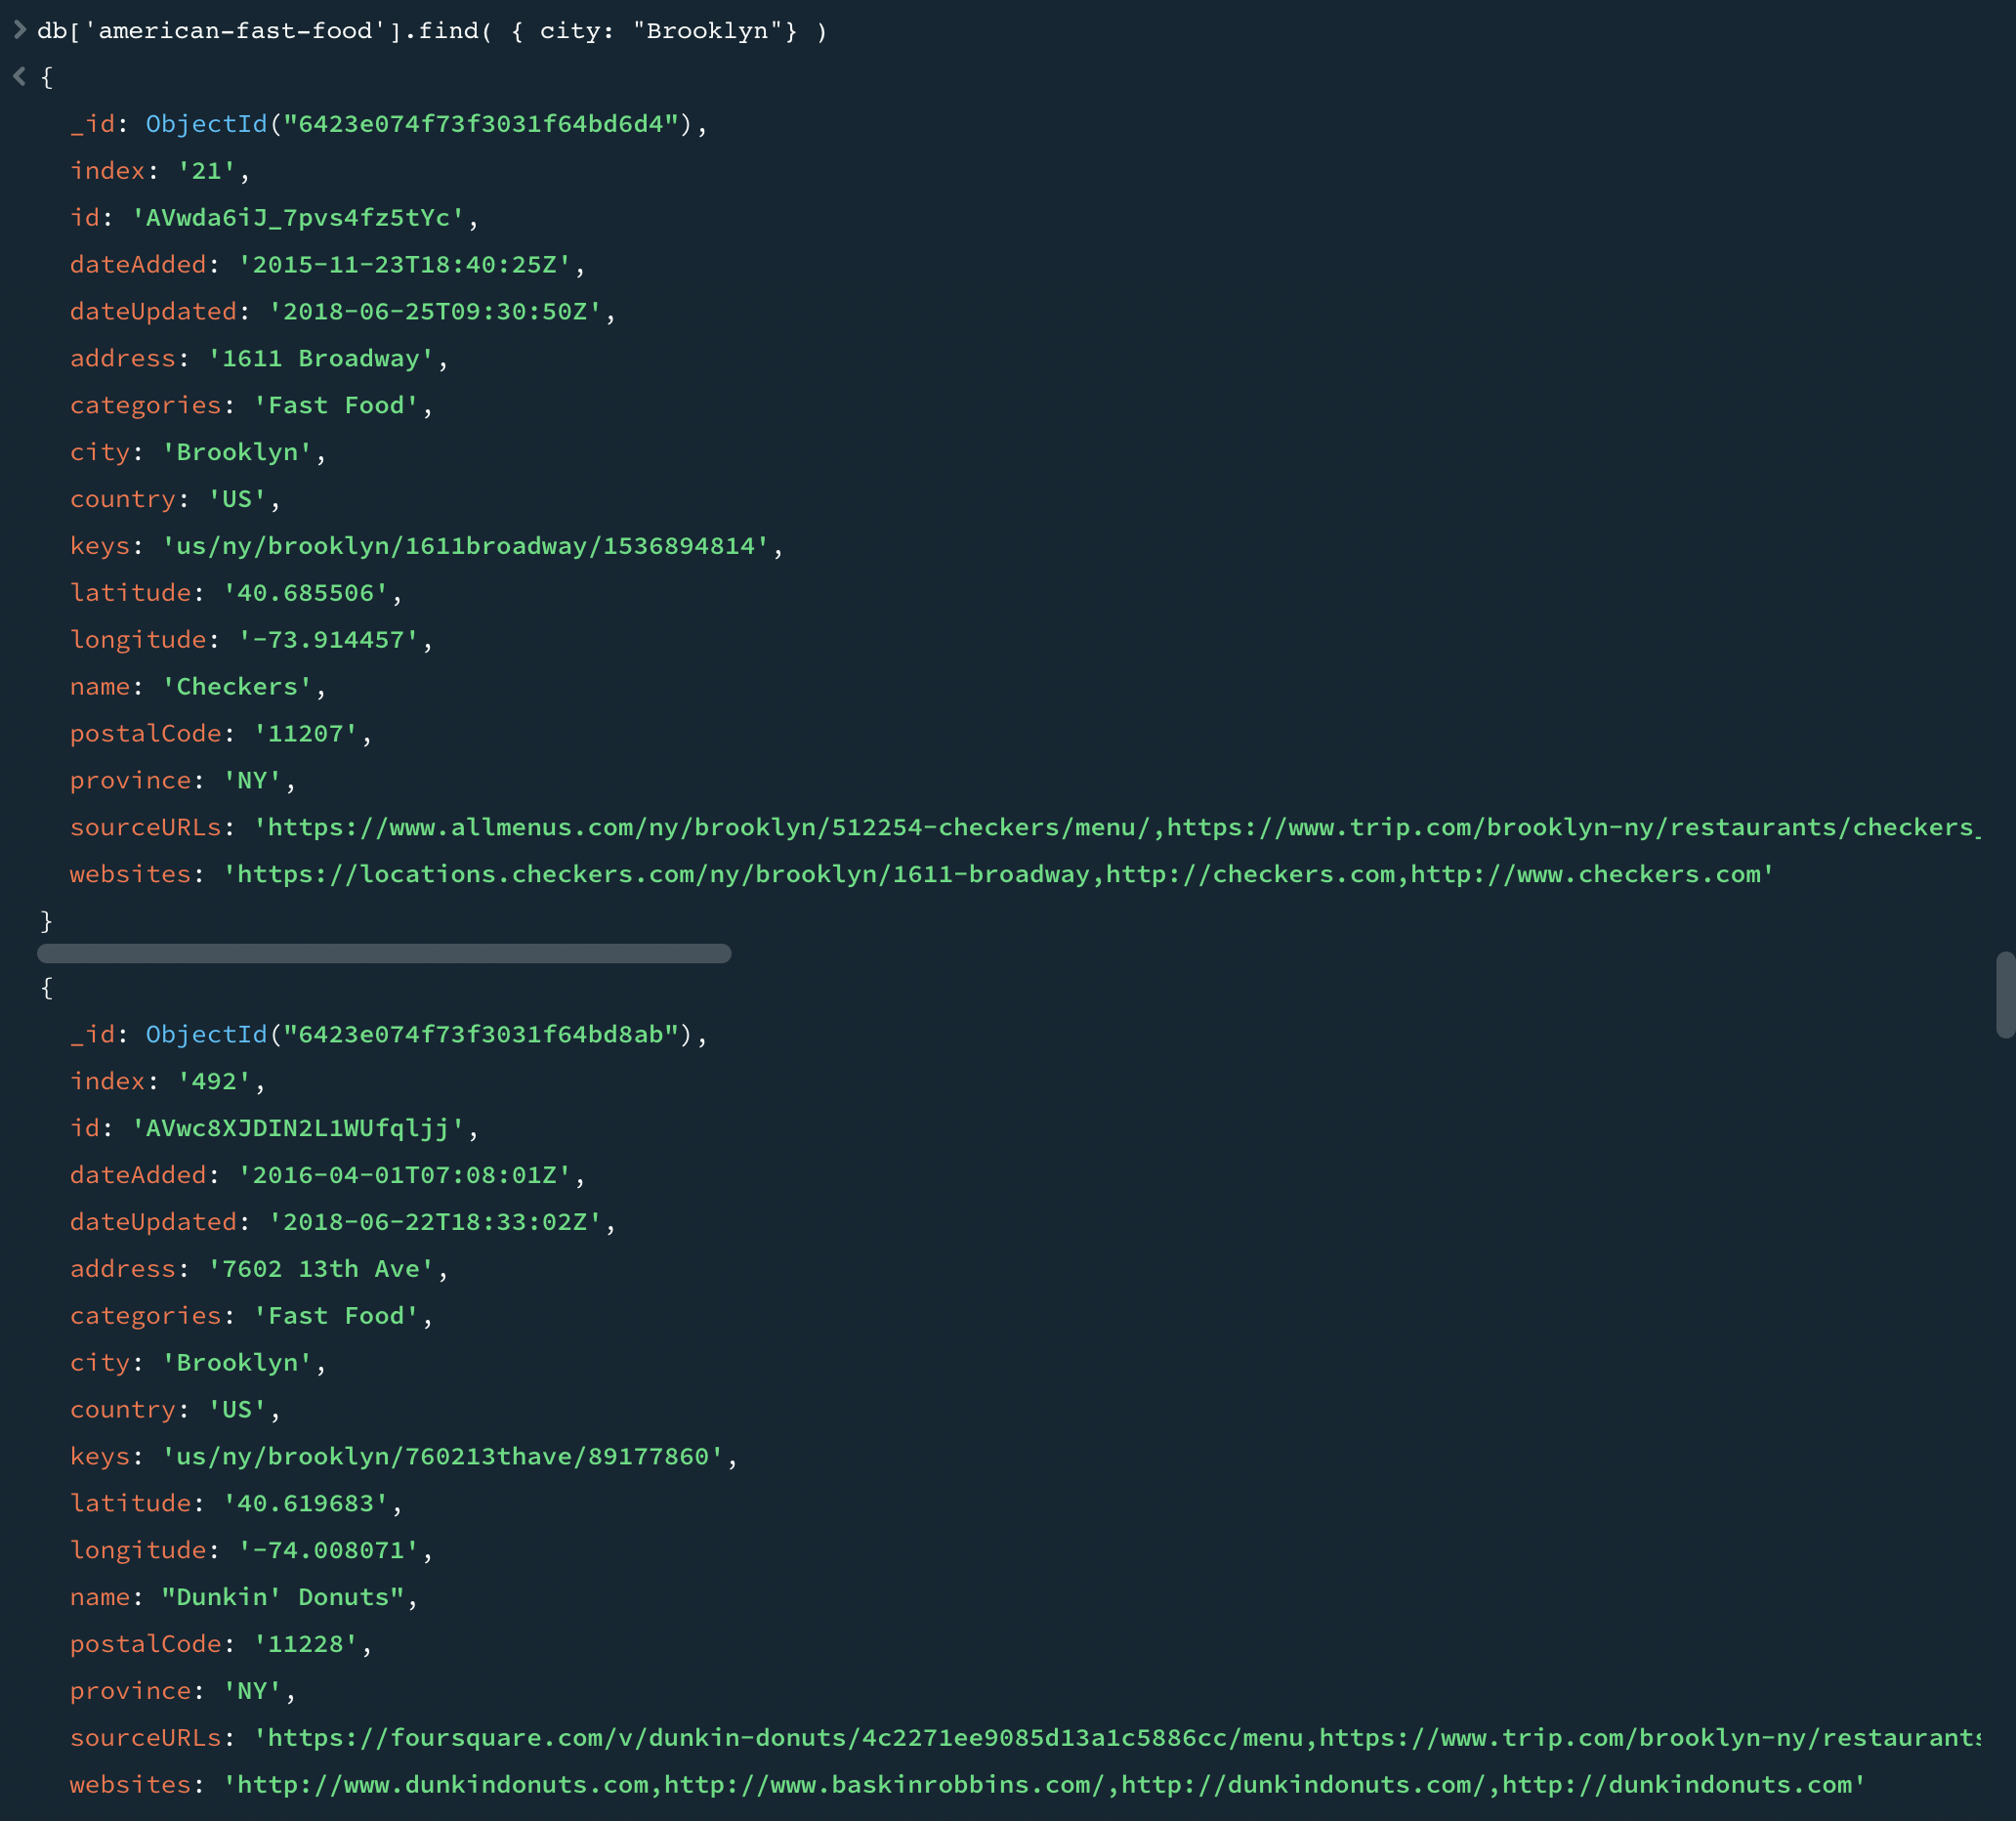 db['american-fast-food'].find( { city: "Brooklyn"} )
{
_id: ObjectId("6423e074f73f3031f64bd6d4"),
index: '21',
id: 'AVwda6iJ_7pvs4fz5tYc',
dateAdded: '2015-11-23T18:40:25Z',
dateUpdated: '2018-06-25T09:30:50Z',
address: '1611 Broadway',
categories: 'Fast Food',
city: 'Brooklyn',
country: 'US',
keys: 'us/ny/brooklyn/1611broadway/1536894814',
latitude: '40.685506',
longitude: '-73.914457',
name: 'Checkers',
postalCode: '11207',
province: 'NY',
sourceURLs: 'https://www.allmenus.com/ny/brooklyn/512254-checkers/menu/,https://www.trip.com/brooklyn-ny/restaurants/checkers_
websites: 'https://locations.checkers.com/ny/brooklyn/1611-broadway,http://checkers.com,http://www.checkers.com'
}
{
_id: ObjectId("6423e074f73f3031f64bd8ab"),
index: '492',
id: 'AVwc8XJDIN2L1WUfqljj',
dateAdded: '2016-04-01T07:08:01Z',
dateUpdated: '2018-06-22T18:33:02Z',
address: '7602 13th Ave',
categories: 'Fast Food',
city: 'Brooklyn',
country: 'US',
keys: 'us/ny/brooklyn/760213thave/89177860',
latitude: '40.619683',
longitude: '-74.008071',
name: "Dunkin' Donuts",
postalCode: '11228',
province: 'NY',
sourceURLs: 'https://foursquare.com/v/dunkin-donuts/4c2271ee9085d13a1c5886cc/menu,https://www.trip.com/brooklyn-ny/restaurants
websites: 'http://www.dunkindonuts.com,http://www.baskinrobbins.com/,http://dunkindonuts.com/,http://dunkindonuts.com'